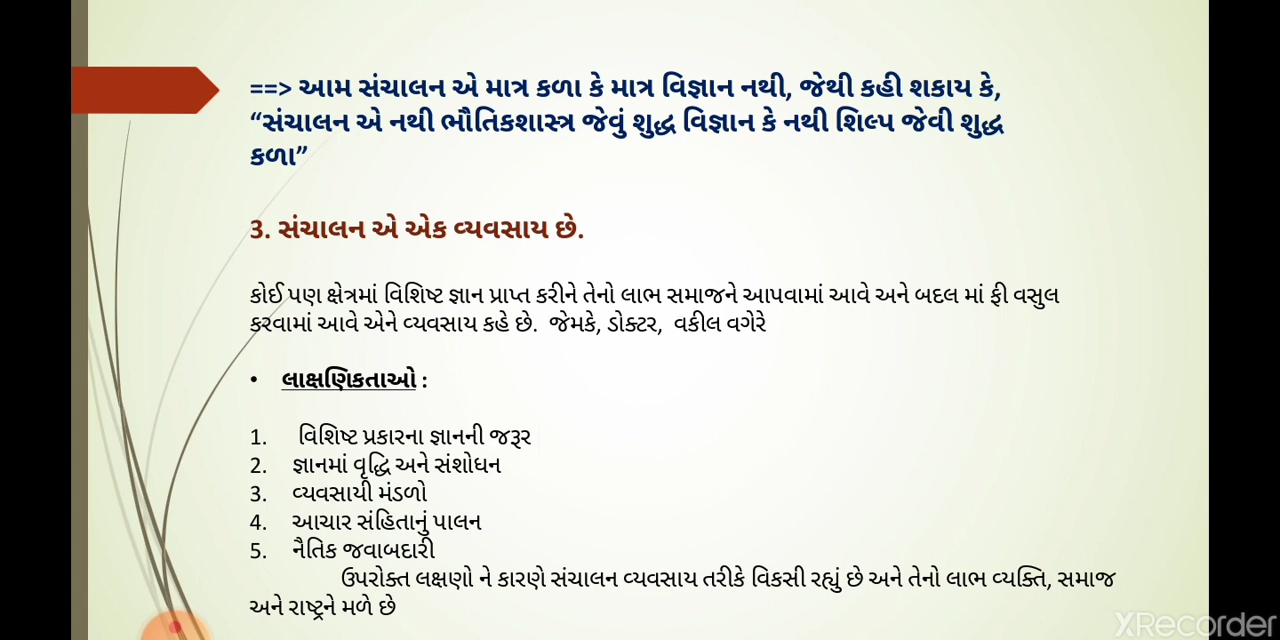 ==> આમ સંચાલન એ માત્ર કળા કે માત્ર વિજ્ઞાન નથી, જેથી કહી શકાય કે,
“સંચાલન એ નથી ભૌતિકશાસ્ત્ર જેવું શુદ્ધ વિજ્ઞાન કે નથી શિલ્પ જેવી શુદ્ધ
કળા”
3. સંચાલન એ એક વ્યવસાય છે.
કોઈ પણ ક્ષેત્રમાં વિશિષ્ટ જ્ઞાન પ્રાપ્ત કરીને તેનો લાભ સમાજને આપવામાં આવે અને બદલ માં ફી વસુલ
કરવામાં આવે એને વ્યવસાય કહે છે. જેમકે, ડોક્ટર, વકીલ વગેરે
• લાક્ષણિકતાઓ :
1. વિશિષ્ટ પ્રકારના જ્ઞાનની જરૂર
2. જ્ઞાનમાં વૃદ્ધિ અને સંશોધન
3. વ્યવસાયી મંડળો
4. આચાર સંહિતાનું પાલન
5. નૈતિક જવાબદારી
ઉપરોક્ત લક્ષણો ને કારણે સંચાલન વ્યવસાય તરીકે વિકસી રહ્યું છે અને તેનો લાભ વ્યક્તિ, સમાજ
અને રાષ્ટ્રને મળે છે
XRecorder